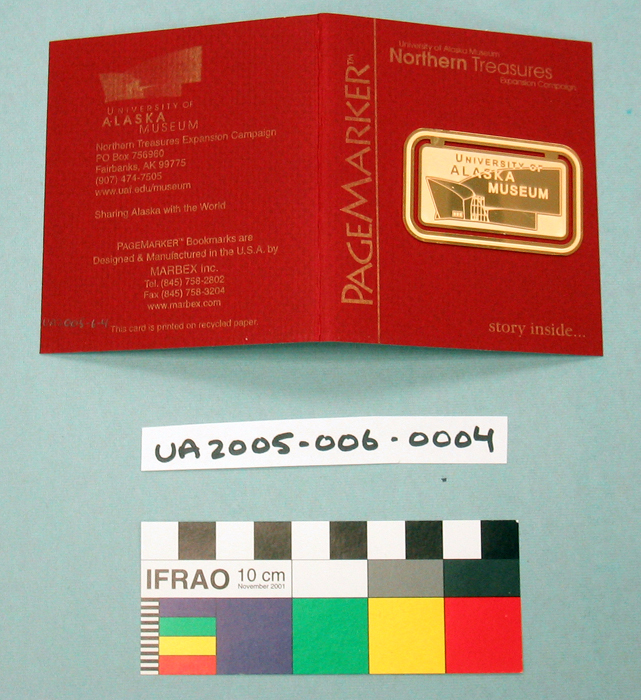 UNIVERSITY OF
ALASKA
MUSEUM
Northern Treasures Expansion Campaign
PO Box 756960
Fairbanks, AK 99775
(907) 474-7505
www.uaf.edu/museum
Sharing Alaska with the World
PAGEMARKER™ Bookmarks are
Designed & Manufactured in the U.S.A. by
MARBEX Inc.
Tel. (845) 758-2802
Fax (845) 758-3204
www.marbex.com
This card is printed on recycled paper.
PAGEMARKER™
University of Alaska Museum
Northern Treasures
Expansion Campaign
UNIVERSITY OF
ALASKA
MUSEUM
story inside...
UA2005-006-0004
IFRAO 10 cm
November 2001